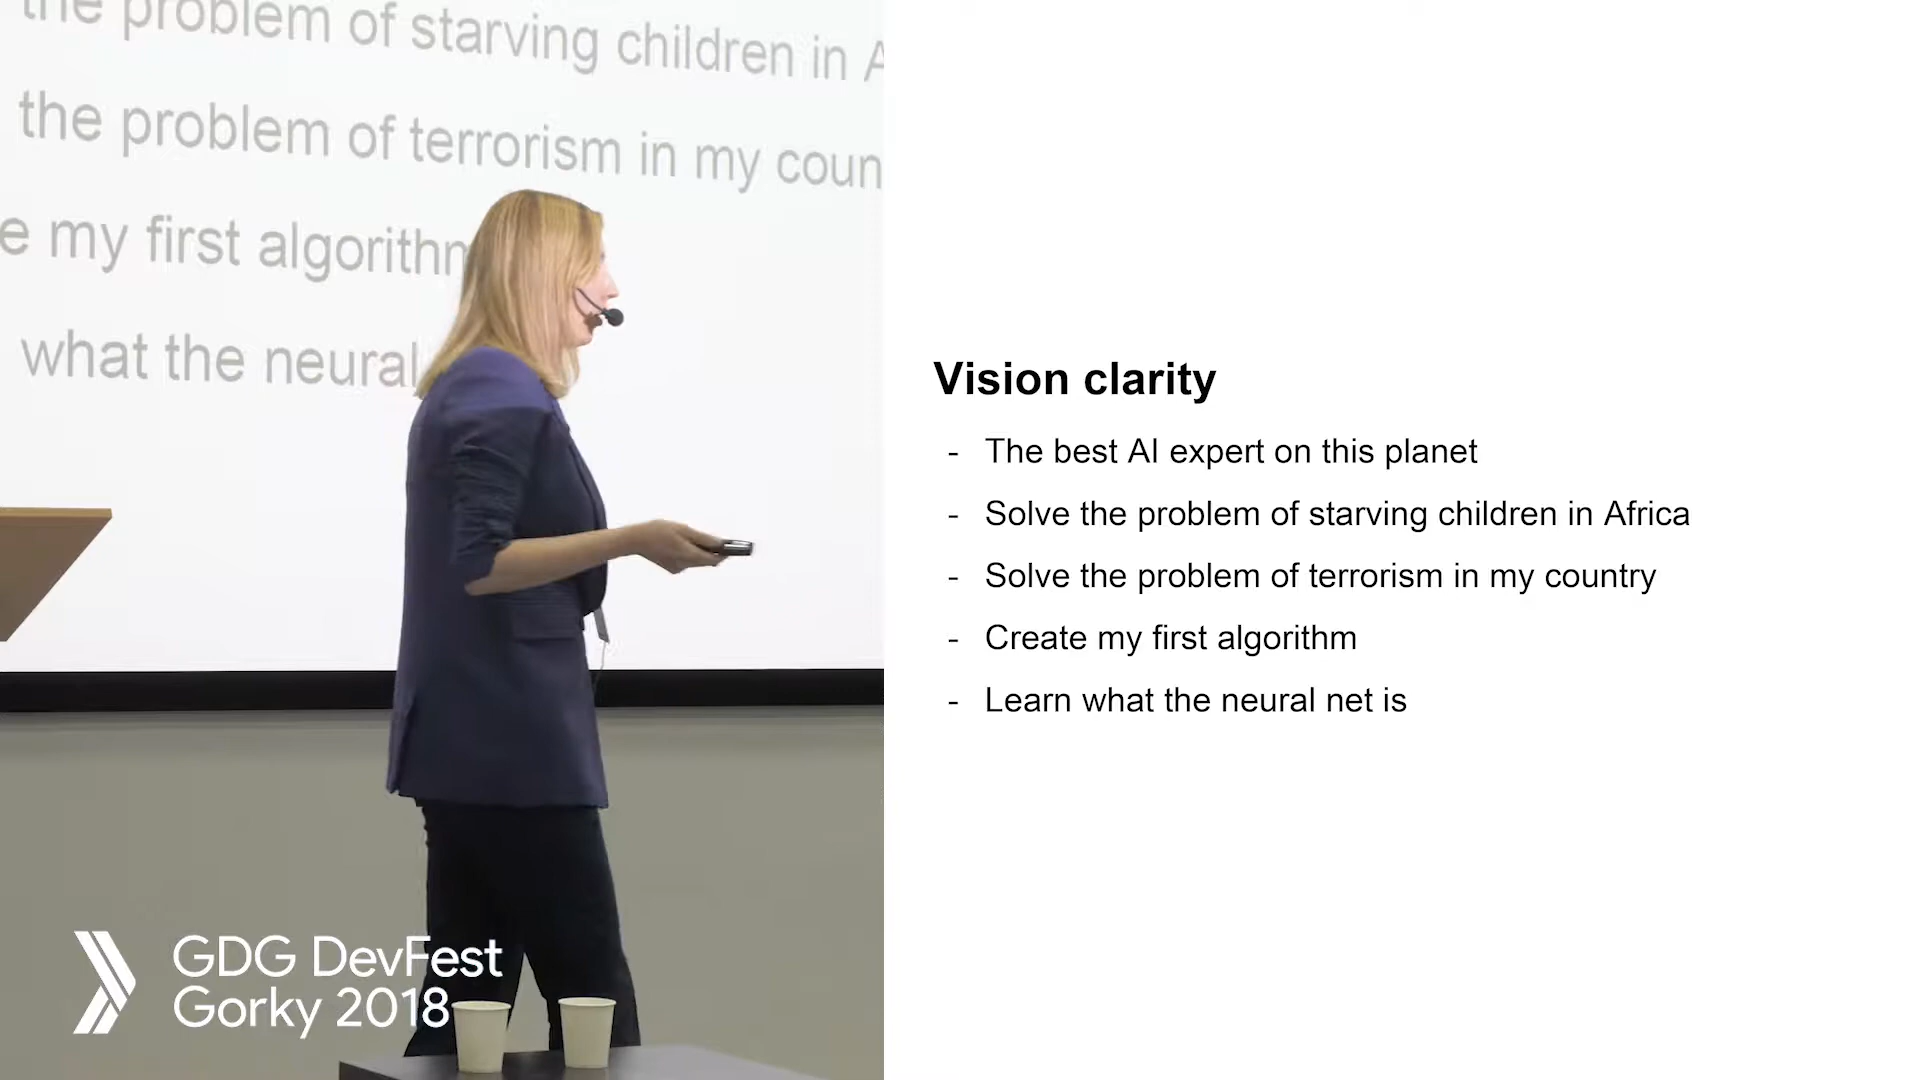 the problem of starving children in A
the problem of terrorism in my coun
e my first algorithm
what the neural
GDG DevFest
Gorky 2018
Vision clarity
- The best AI expert on this planet
- Solve the problem of starving children in Africa
- Solve the problem of terrorism in my country
- Create my first algorithm
- Learn what the neural net is